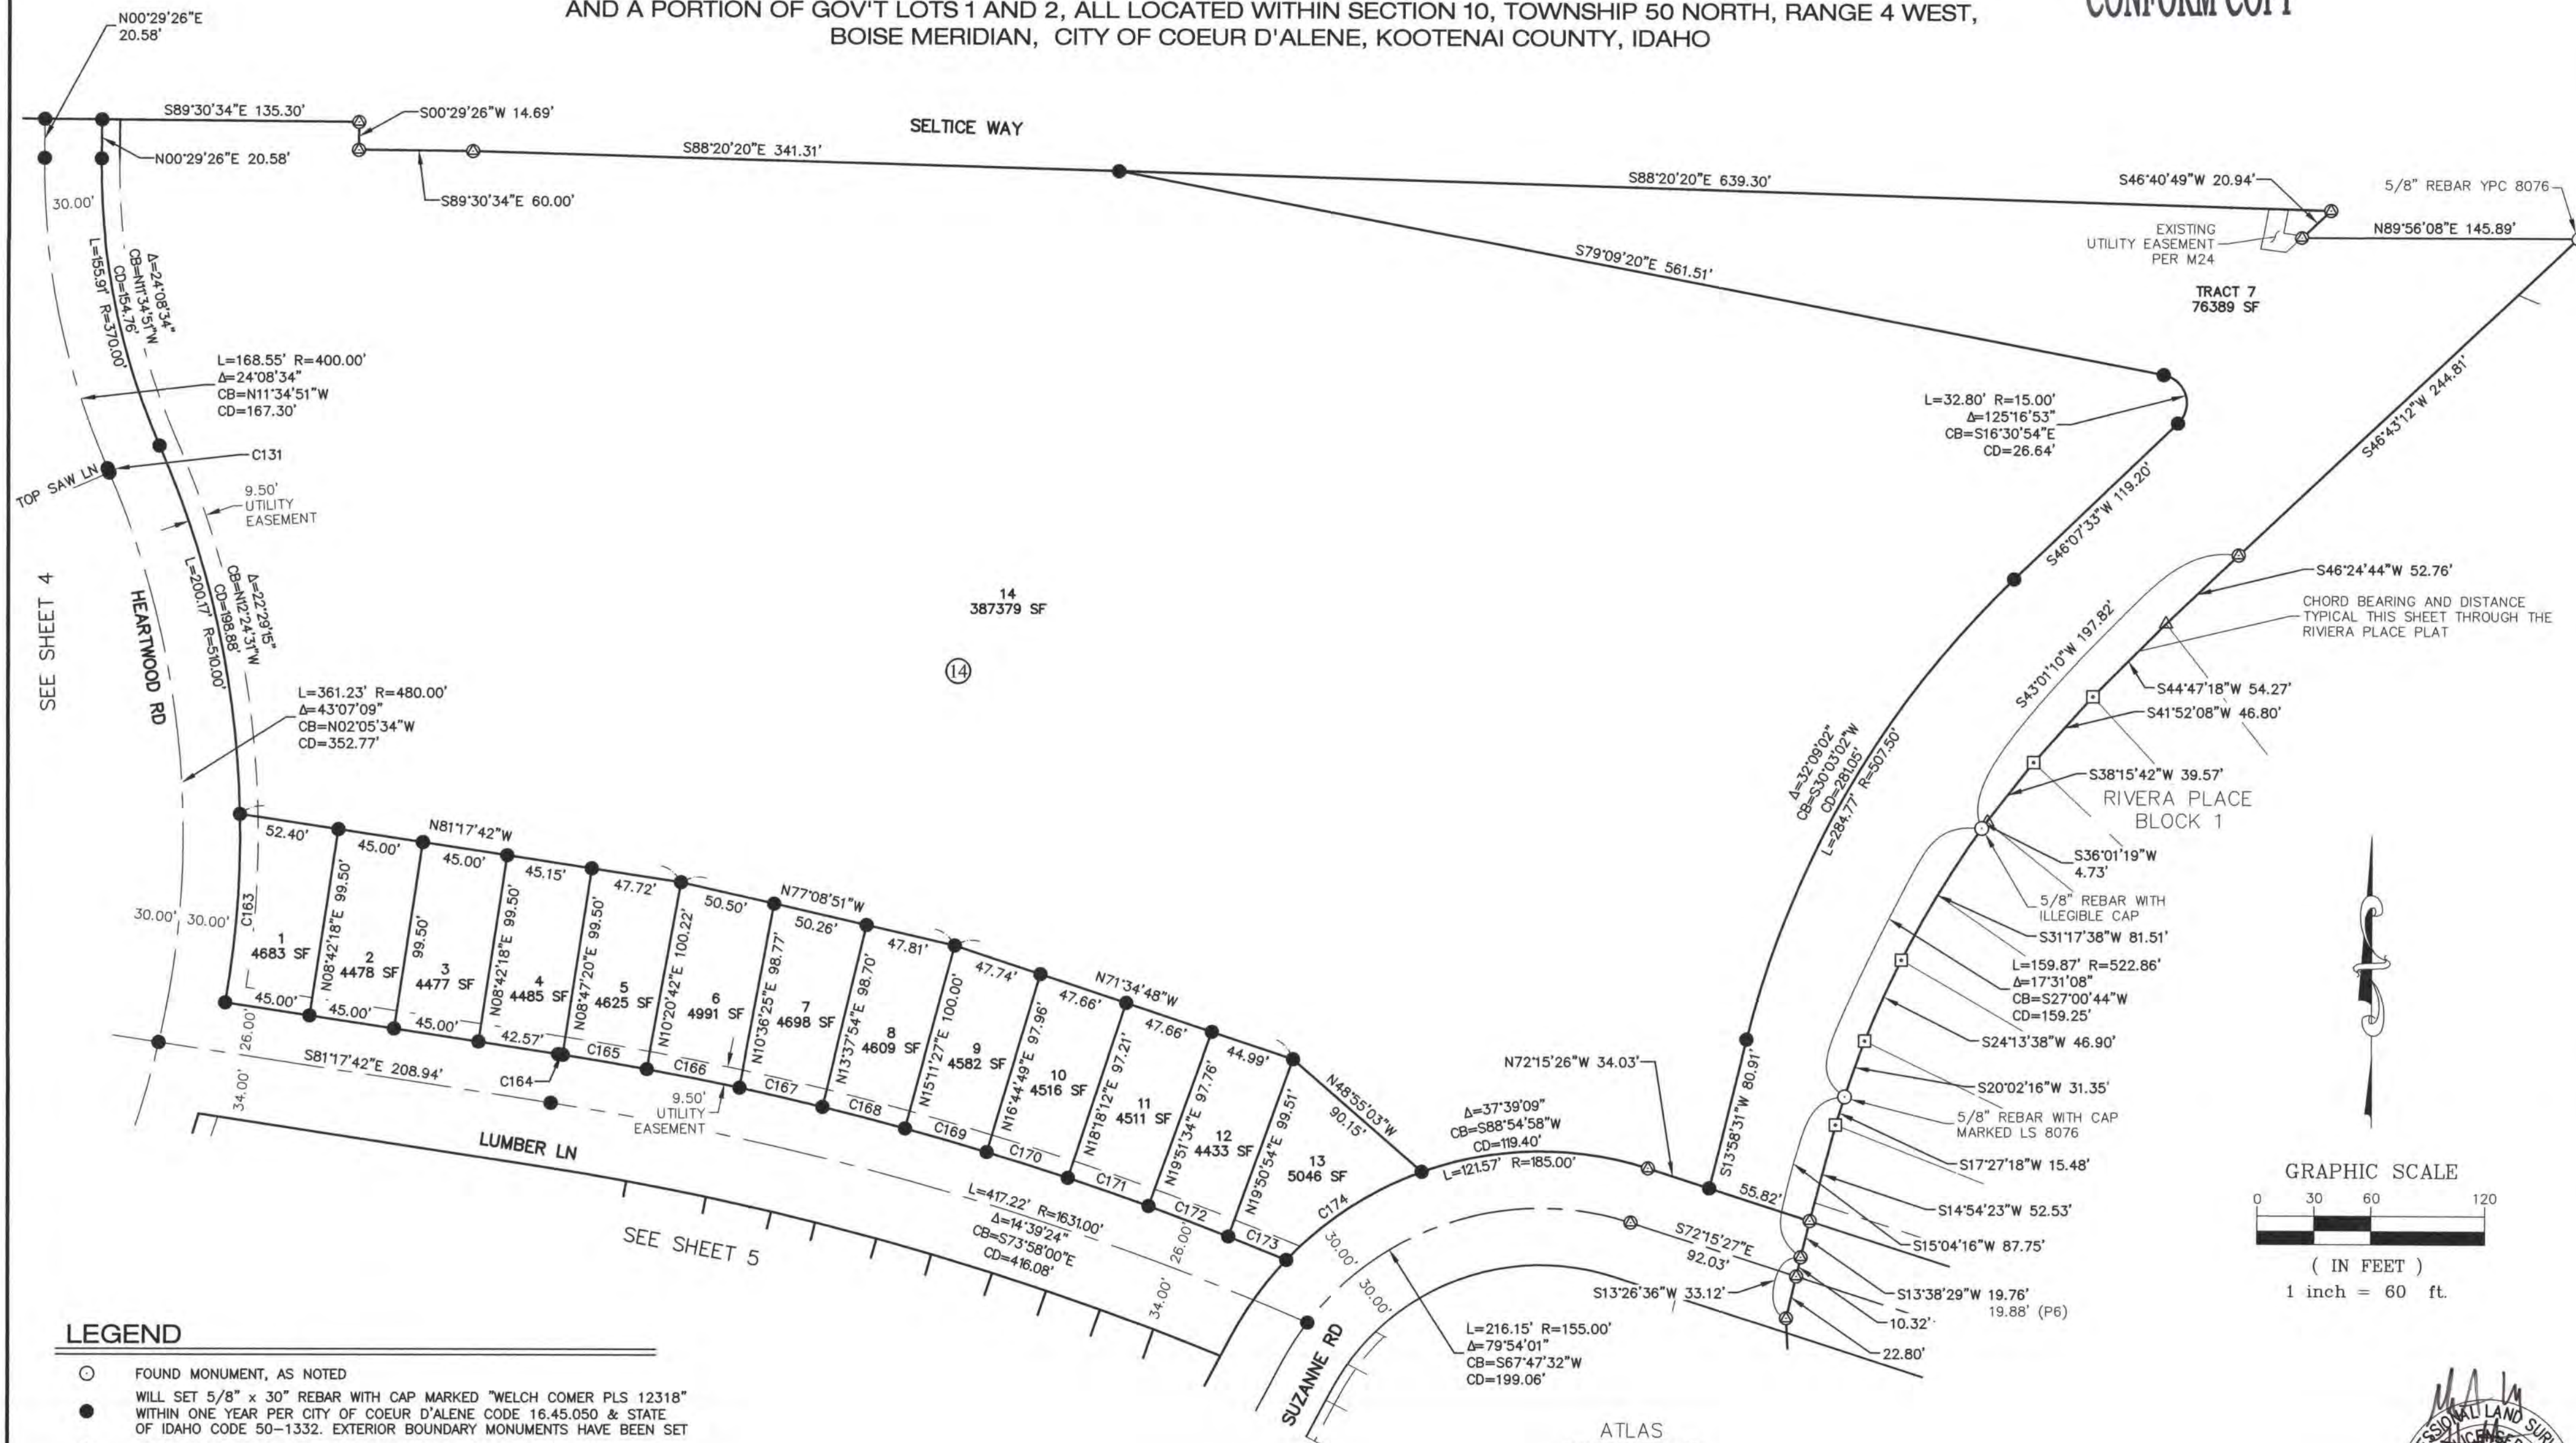 AND A PORTION OF GOV'T LOTS 1 AND 2, ALL LOCATED WITHIN SECTION 10, TOWNSHIP 50 NORTH, RANGE 4 WEST,
BOISE MERIDIAN, CITY OF COEUR D'ALENE, KOOTENAI COUNTY, IDAHO
CONFORM COPY
N00°29'26"E
20.58'
S89°30'34"E 135.30'
S00°29'26"W 14.69'
N00°29'26"E 20.58'
S89°30'34"E 60.00'
S88°20'20"E 341.31'
SELTICE WAY
S88°20'20"E 639.30'
S46°40'49"W 20.94'
5/8" REBAR YPC 8076
N89°56'08"E 145.89'
EXISTING
UTILITY EASEMENT
PER M24
TRACT 7
76389 SF
S79°09'20"E 561.51'
30.00'
Δ=24°08'34"
CB=N11°34'51"W
CD=154.76'
L=155.91' R=370.00'
L=168.55' R=400.00'
Δ=24°08'34"
CB=N11°34'51"W
CD=167.30'
L=32.80' R=15.00'
Δ=125°16'53"
CB=S16°30'54"E
CD=26.64'
S46°43'12"W 244.81'
C131
TOP SAW LN
9.50'
UTILITY
EASEMENT
S46°07'33"W 119.20'
SEE SHEET 4
HEARTWOOD RD
Δ=22°29'15"
CB=N12°24'31"W
CD=198.88'
L=200.17' R=510.00'
14
387379 SF
14
S46°24'44"W 52.76'
CHORD BEARING AND DISTANCE
TYPICAL THIS SHEET THROUGH THE
RIVIERA PLACE PLAT
S43°01'10"W 197.82'
S44°47'18"W 54.27'
S41°52'08"W 46.80'
L=361.23' R=480.00'
Δ=43°07'09"
CB=N02°05'34"W
CD=352.77'
Δ=32°09'02"
CB=S30°03'02"W
CD=281.05'
L=284.77' R=507.50'
S38°15'42"W 39.57'
RIVERA PLACE
BLOCK 1
S36°01'19"W
4.73'
5/8" REBAR WITH
ILLEGIBLE CAP
S31°17'38"W 81.51'
L=159.87' R=522.86'
Δ=17°31'08"
CB=S27°00'44"W
CD=159.25'
S24°13'38"W 46.90'
S20°02'16"W 31.35'
5/8" REBAR WITH CAP
MARKED LS 8076
S17°27'18"W 15.48'
S14°54'23"W 52.53'
S15°04'16"W 87.75'
S13°38'29"W 19.76'
19.88' (P6)
10.32'
22.80'
N81°17'42"W
52.40'
45.00'
45.00'
45.15'
47.72'
N77°08'51"W
50.50'
50.26'
47.81'
N71°34'48"W
47.74'
47.66'
47.66'
44.99'
N48°55'03"W
90.15'
30.00'
30.00'
C163
1
4683 SF
N08°42'18"E 99.50'
2
4478 SF
99.50'
3
4477 SF
N08°42'18"E 99.50'
4
4485 SF
N08°47'20"E 99.50'
5
4625 SF
N10°20'42"E 100.22'
6
4991 SF
N10°36'25"E 98.77'
7
4698 SF
N13°37'54"E 98.70'
8
4609 SF
N15°11'27"E 100.00'
9
4582 SF
N16°44'49"E 97.96'
10
4516 SF
N18°18'12"E 97.21'
11
4511 SF
N19°51'34"E 97.76'
12
4433 SF
N19°50'54"E 99.51'
13
5046 SF
45.00'
45.00'
45.00'
42.57'
C164
C165
C166
C167
C168
C169
C170
C171
C172
C173
C174
26.00'
34.00'
S81°17'42"E 208.94'
9.50'
UTILITY
EASEMENT
LUMBER LN
SEE SHEET 5
L=417.22' R=1631.00'
Δ=14°39'24"
CB=S73°58'00"E
CD=416.08'
26.00'
34.00'
Δ=37°39'09"
CB=S88°54'58"W
CD=119.40'
L=121.57' R=185.00'
N72°15'26"W 34.03'
S13°58'31"W 80.91'
55.82'
S72°15'27"E
92.03'
S13°26'36"W 33.12'
30.00'
30.00'
L=216.15' R=155.00'
Δ=79°54'01"
CB=S67°47'32"W
CD=199.06'
SUZANNE RD
ATLAS
GRAPHIC SCALE
0 30 60 120
( IN FEET )
1 inch = 60 ft.
LEGEND
FOUND MONUMENT, AS NOTED
WILL SET 5/8" x 30" REBAR WITH CAP MARKED "WELCH COMER PLS 12318"
WITHIN ONE YEAR PER CITY OF COEUR D'ALENE CODE 16.45.050 & STATE
OF IDAHO CODE 50-1332. EXTERIOR BOUNDARY MONUMENTS HAVE BEEN SET